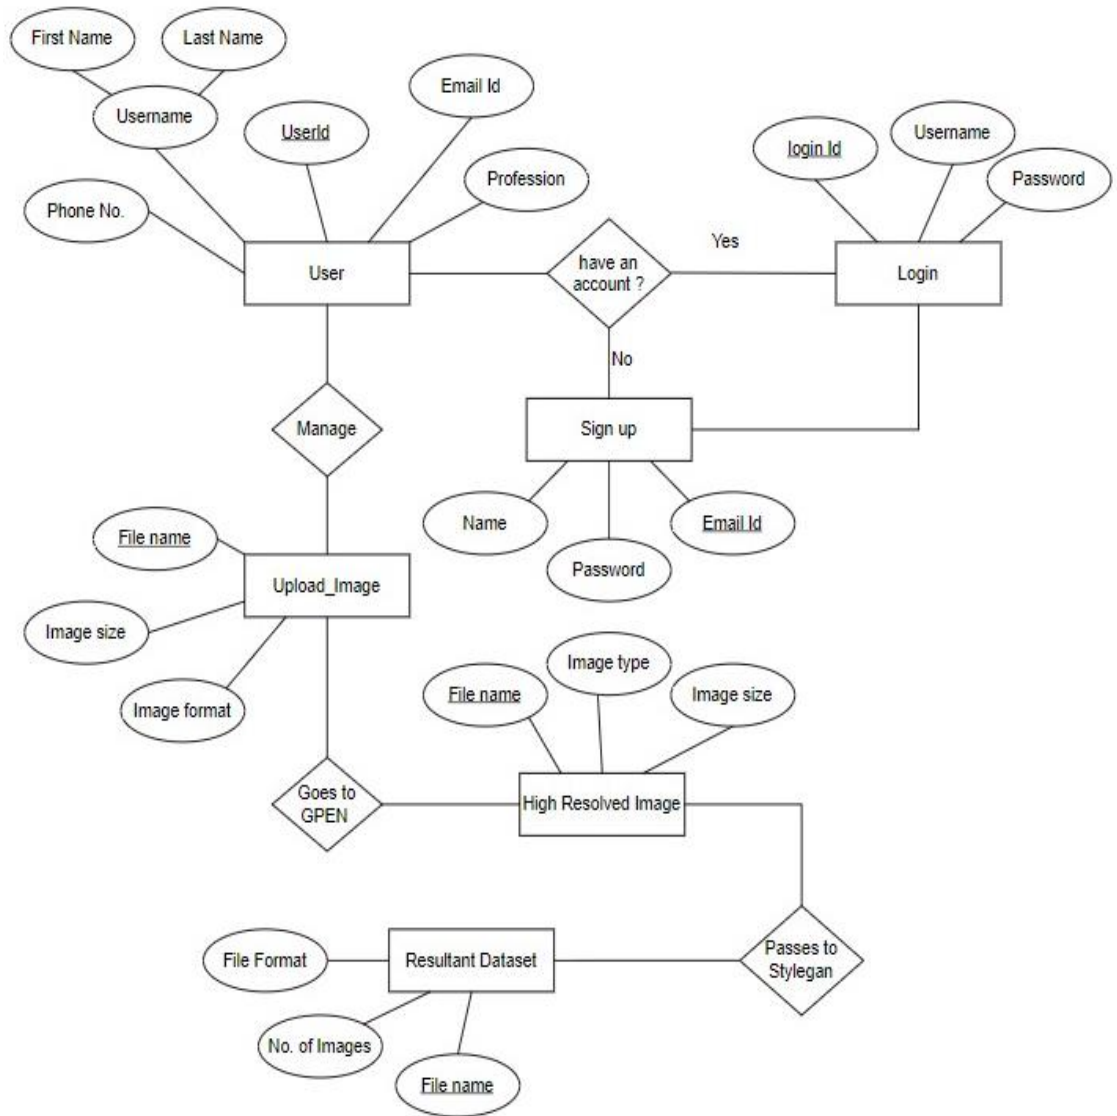 First Name
Last Name
Username
UserId
Email Id
Phone No.
Profession
User
have an
account ?
Yes
login Id
Username
Password
Login
No
Manage
Sign up
Name
Password
Email Id
File name
Upload_Image
Image size
Image format
Image type
File name
Image size
Goes to
GPEN
High Resolved Image
Passes to
Stylegan
File Format
Resultant Dataset
No. of Images
File name